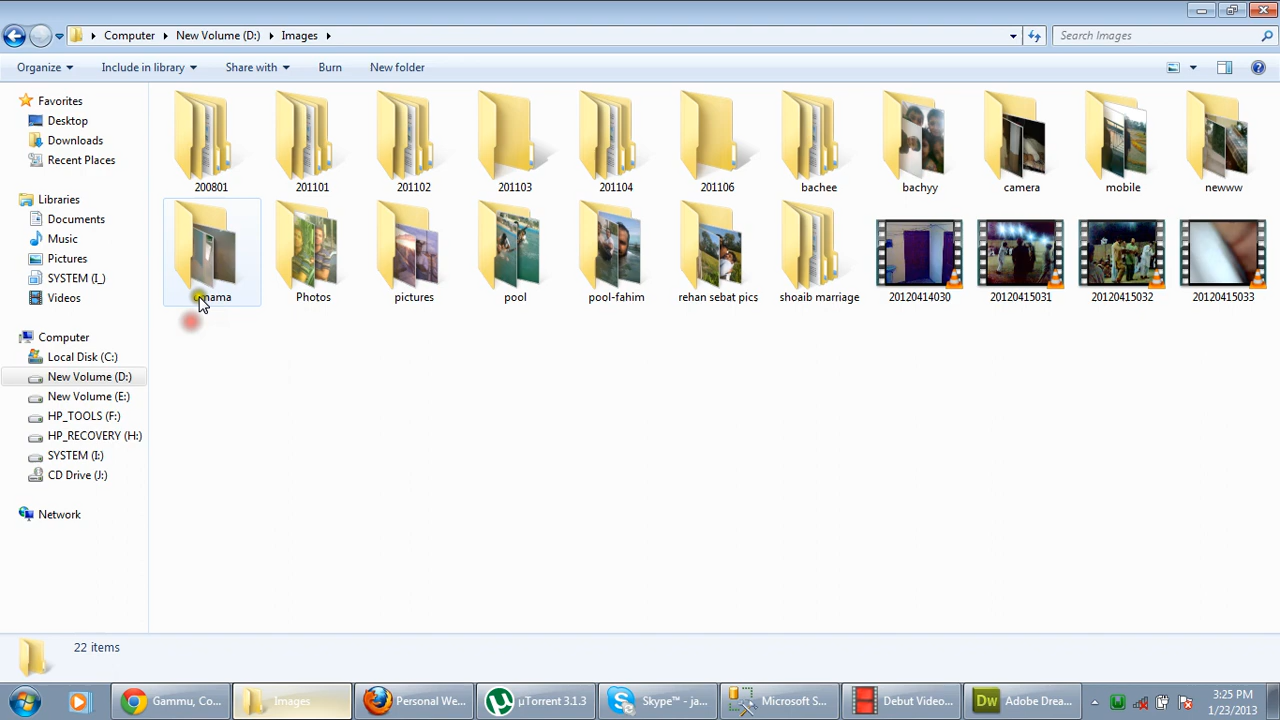 Computer New Volume (D:) Images Search Images
Organize Include in library Share with Burn New folder
Favorites
Desktop
Downloads
Recent Places
Libraries
Documents
Music
Pictures
SYSTEM (I_)
Videos
Computer
Local Disk (C:)
New Volume (D:)
New Volume (E:)
HP_TOOLS (F:)
HP_RECOVERY (H:)
SYSTEM (I:)
CD Drive (J:)
Network
200801 201101 201102 201103 201104 201106 bachee bachyy camera mobile newww
Photos pictures pool pool-fahim rehan sebat pics shoaib marriage 20120414030 20120415031 20120415032 20120415033
22 items
Gammu, Co... Images Personal We... µTorrent 3.1.3 Skype™ - ja... Microsoft S... Debut Video... Dw Adobe Drea...
3:25 PM
1/23/2013